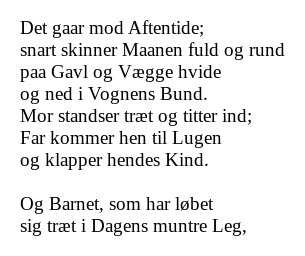 Det gaar mod Aftentide;
snart skinner Maanen fuld og rund
paa Gavl og Vægge hvide
og ned i Vognens Bund.
Mor standser træt og titter ind;
Far kommer hen til Lugen
og klapper hendes Kind.

Og Barnet, som har løbet
sig træt i Dagens muntre Leg,